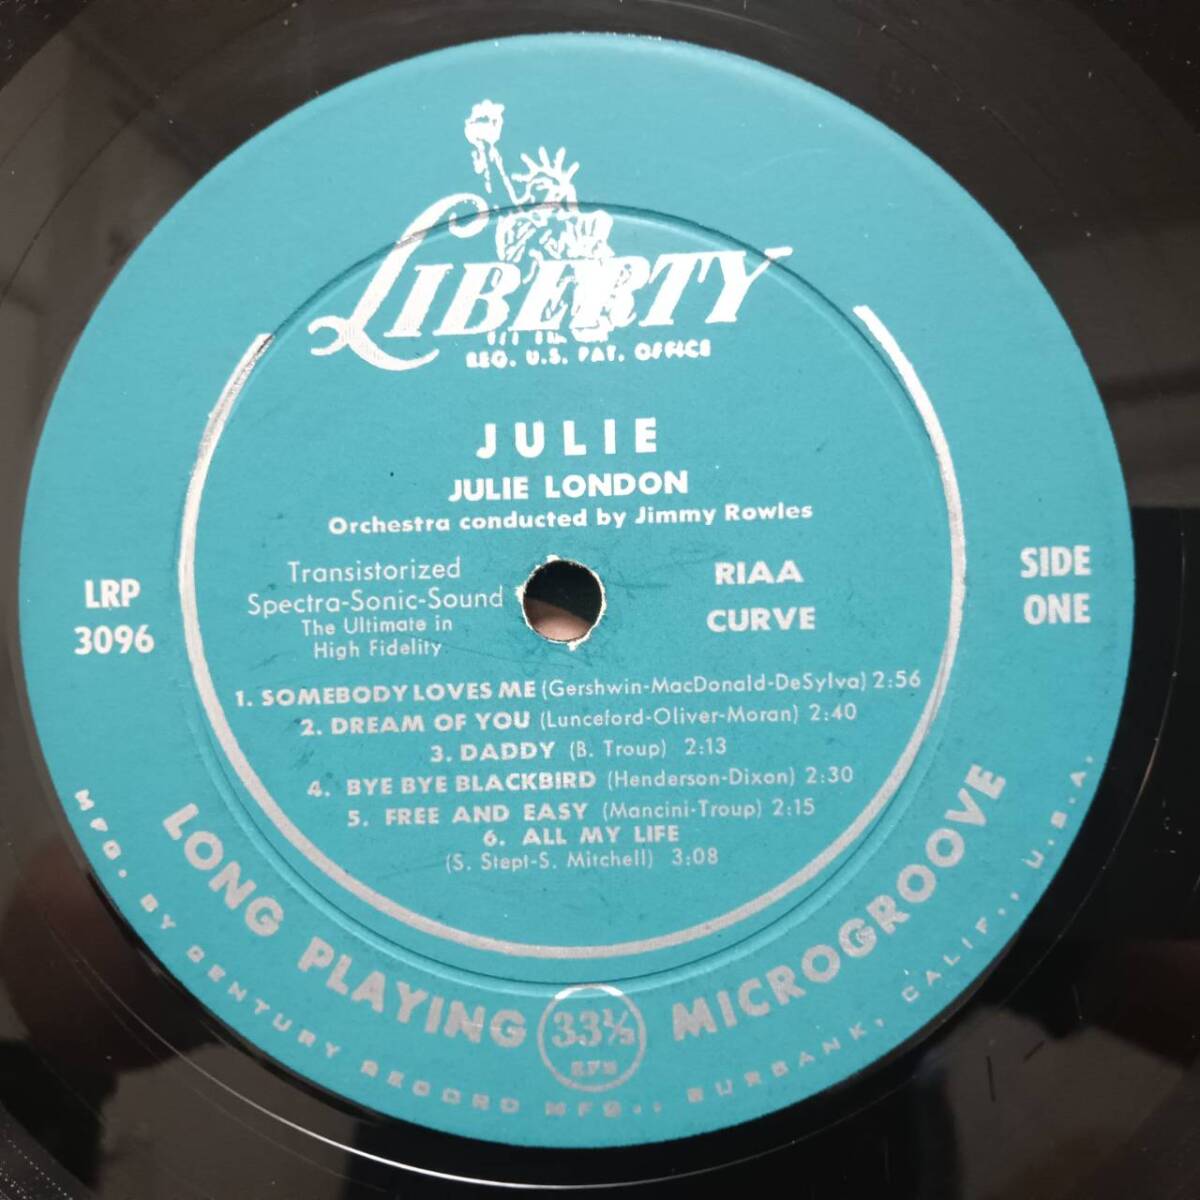 LIBERTY
REG. U.S. PAT. OFFICE
JULIE
JULIE LONDON
Orchestra conducted by Jimmy Rowles
Transistorized
Spectra-Sonic-Sound
The Ultimate in
High Fidelity
RIAA
CURVE
LRP
3096
SIDE
ONE
1. SOMEBODY LOVES ME (Gershwin-MacDonald-DeSylva) 2:56
2. DREAM OF YOU (Lunceford-Oliver-Moran) 2:40
3. DADDY (B. Troup) 2:13
4. BYE BYE BLACKBIRD (Henderson-Dixon) 2:30
5. FREE AND EASY (Mancini-Troup) 2:15
6. ALL MY LIFE
(S. Stept-S. Mitchell) 3:08
LONG PLAYING 33⅓ RPM MICROGROOVE
MFG. BY CENTURY RECORD MFG., BURBANK, CALIF., U.S.A.